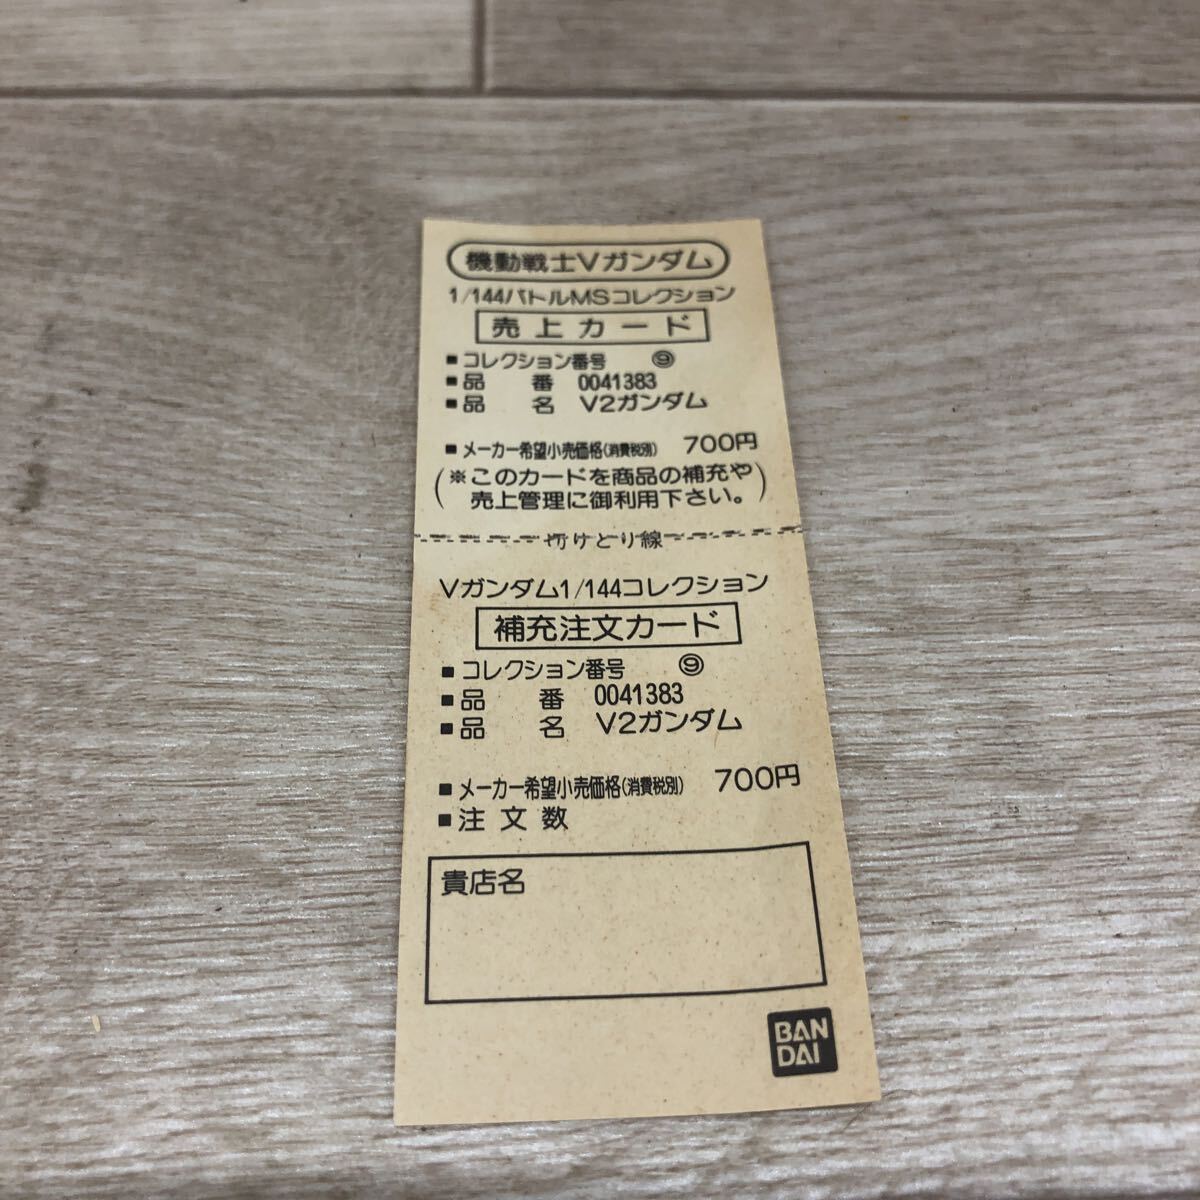 機動戦士Vガンダム
1/144バトルMSコレクション
売上カード
■コレクション番号 ⑨
■品 番 0041383
■品 名 V2ガンダム
■メーカー希望小売価格(消費税別) 700円
(※このカードを商品の補充や
売上管理に御利用下さい。)
切りとり線
Vガンダム1/144コレクション
補充注文カード
■コレクション番号 ⑨
■品 番 0041383
■品 名 V2ガンダム
■メーカー希望小売価格(消費税別) 700円
■注文数
貴店名
BAN
DAI